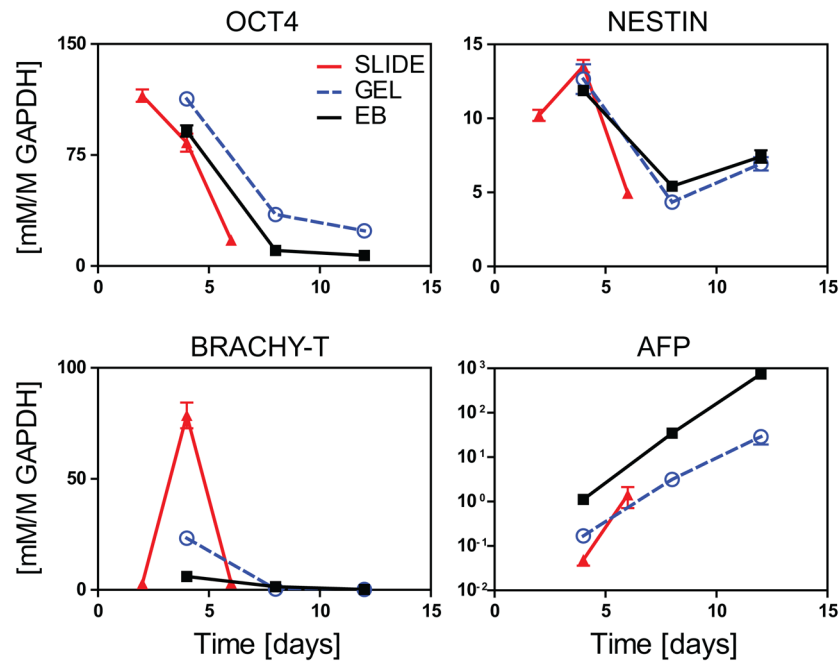 OCT4
NESTIN
[mM/M GAPDH]
150
75
0
0 5 10 15
SLIDE
GEL
EB
15
10
5
0
0 5 10 15
BRACHY-T
AFP
[mM/M GAPDH]
100
50
0
0 5 10 15
Time [days]
10³
10²
10¹
10⁰
10⁻¹
10⁻²
0 5 10 15
Time [days]